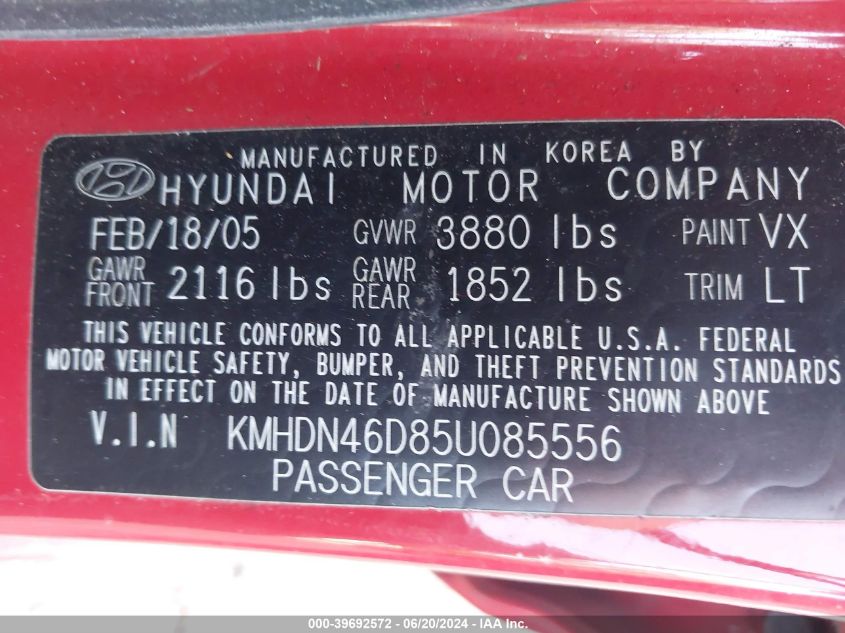 MANUFACTURED IN KOREA BY
HYUNDAI MOTOR COMPANY
FEB/18/05 GVWR 3880 lbs PAINT VX
GAWR FRONT 2116 lbs GAWR REAR 1852 lbs TRIM LT
THIS VEHICLE CONFORMS TO ALL APPLICABLE U.S.A. FEDERAL
MOTOR VEHICLE SAFETY, BUMPER, AND THEFT PREVENTION STANDARDS
IN EFFECT ON THE DATE OF MANUFACTURE SHOWN ABOVE
V.I.N KMHDN46D85U085556
PASSENGER CAR
000-39692572 - 06/20/2024 - © IAA Holdings, LLC.